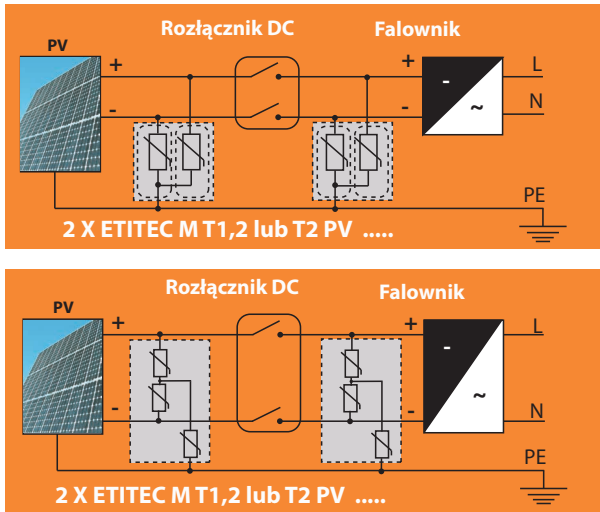 Rozłącznik DC Falownik
PV
+ + L
- - - N
~
PE
2 X ETITEC M T1,2 lub T2 PV .....
Rozłącznik DC Falownik
PV
+ + L
-
~
- - N
PE
2 X ETITEC M T1,2 lub T2 PV .....